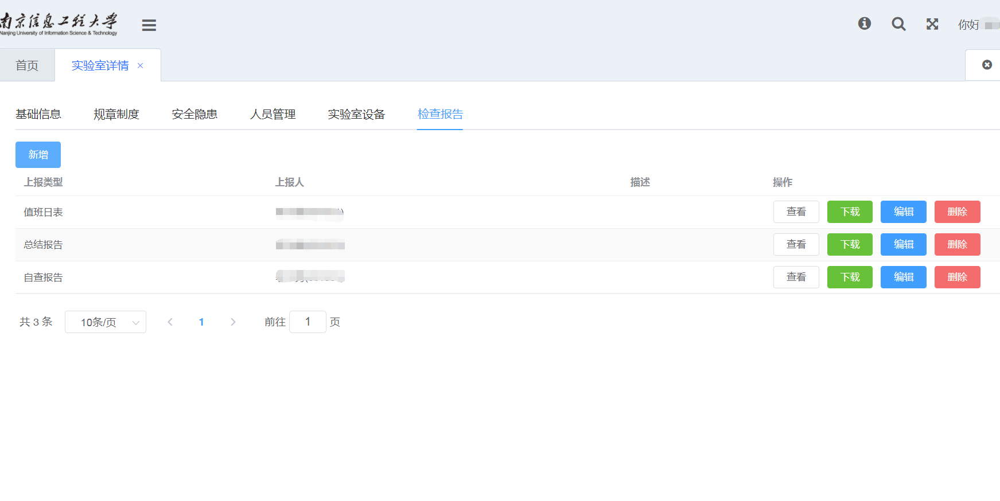 南京信息工程大学
Nanjing University of Information Science & Technology
你好
首页 实验室详情 ×
基础信息 规章制度 安全隐患 人员管理 实验室设备 检查报告
新增
上报类型 上报人 描述 操作
值班日表 查看 下载 编辑 删除
总结报告 查看 下载 编辑 删除
自查报告 查看 下载 编辑 删除
共 3 条 10条/页 1 前往 1 页